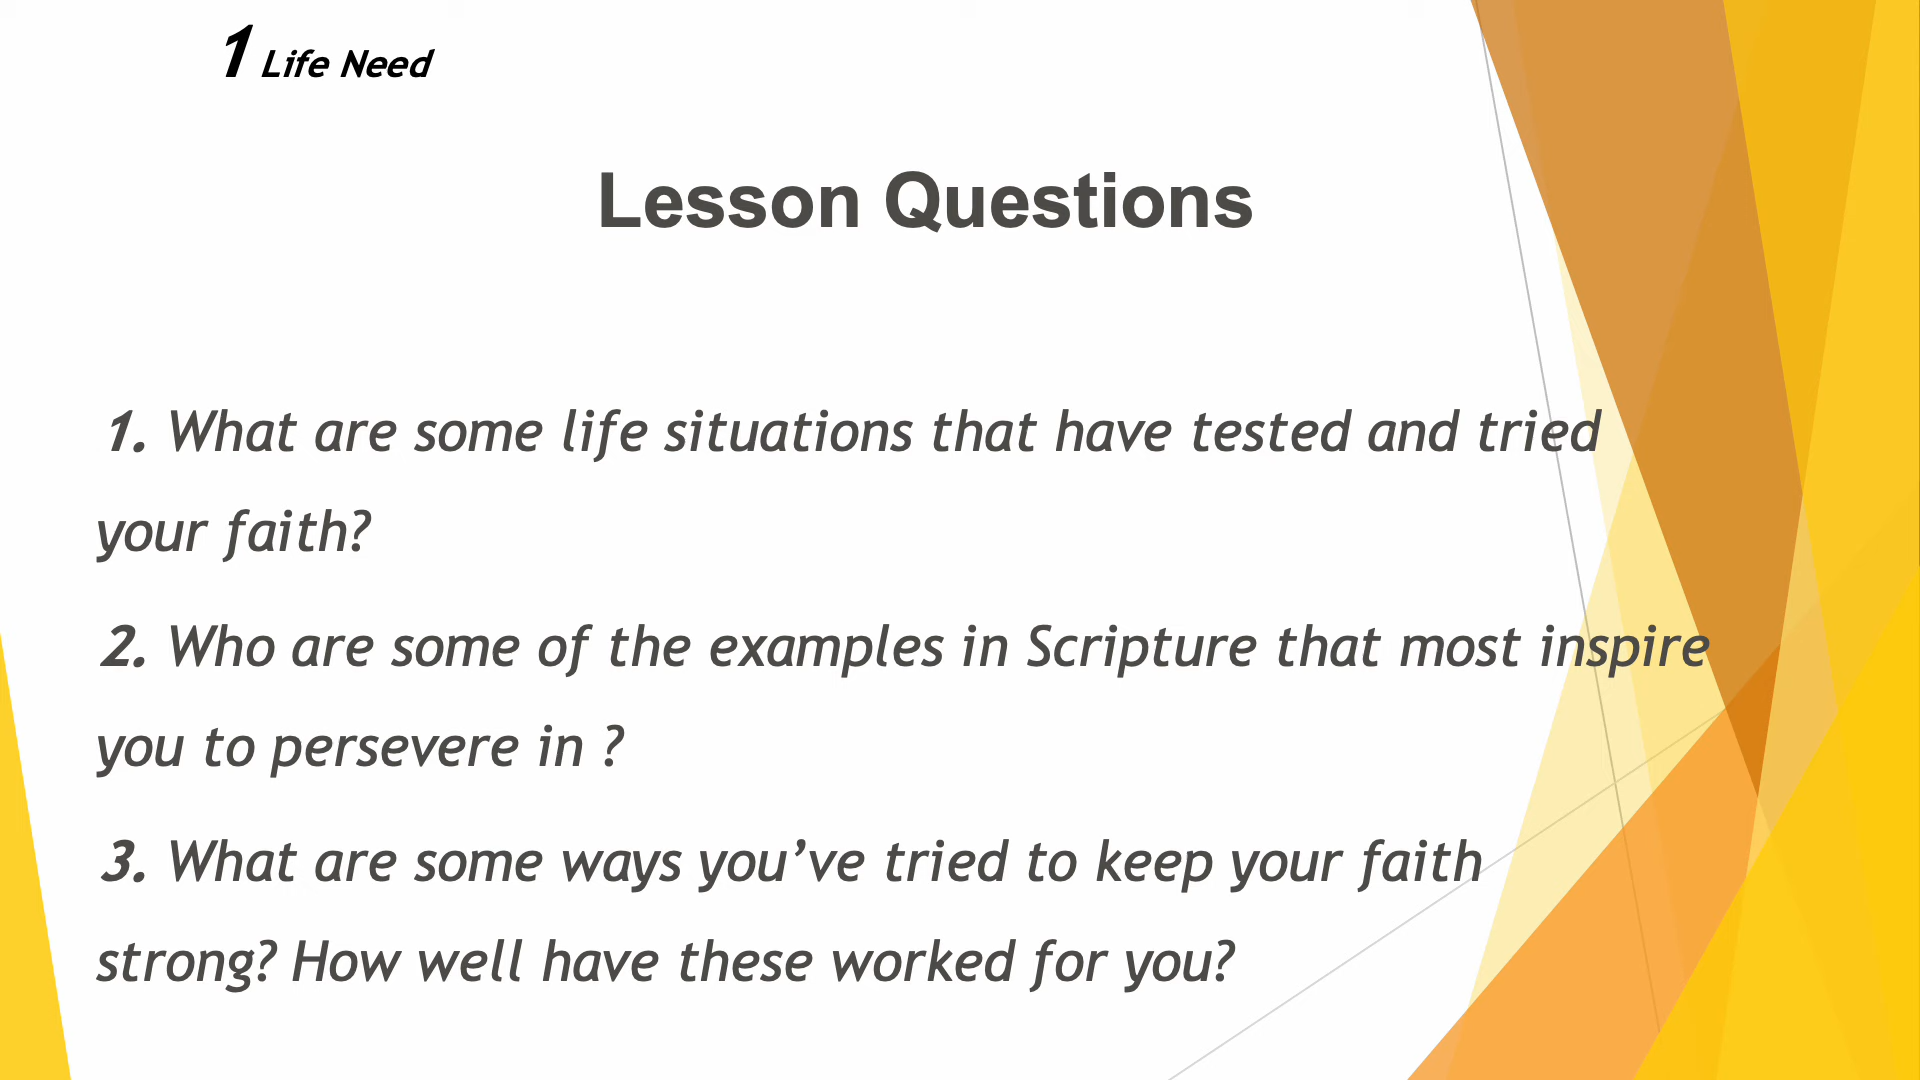 1 Life Need
Lesson Questions
1. What are some life situations that have tested and tried
your faith?
2. Who are some of the examples in Scripture that most inspire
you to persevere in ?
3. What are some ways you’ve tried to keep your faith
strong? How well have these worked for you?